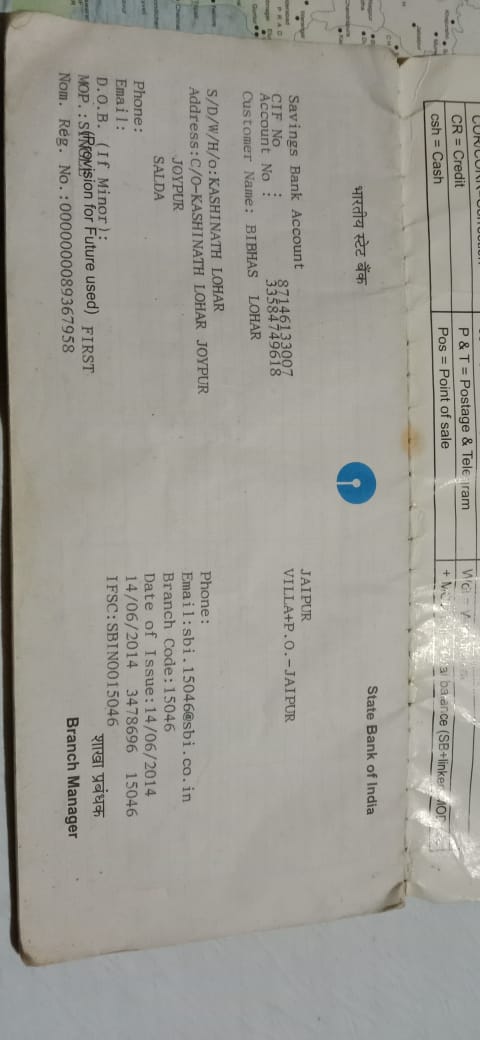 CR = Credit
P & T = Postage & Telegram
csh = Cash
Pos = Point of sale
भारतीय स्टेट बैंक
State Bank of India
Savings Bank Account
CIF No : 87146133007
Account No : 33584749618
Customer Name: BIBHAS LOHAR
S/D/W/H/o:KASHINATH LOHAR
Address:C/O-KASHINATH LOHAR JOYPUR
JOYPUR
SALDA
Phone:
Email:
D.O.B. (If Minor):
MOP.:SINGLE
(Provision for Future used) FIRST
Nom. Reg. No.:0000000089367958
JAIPUR
VILLA+P.O.-JAIPUR
Phone:
Email:sbi.15046@sbi.co.in
Branch Code:15046
Date of Issue:14/06/2014
14/06/2014 3478696 15046
IFSC:SBIN0015046
शाखा प्रबंधक
Branch Manager